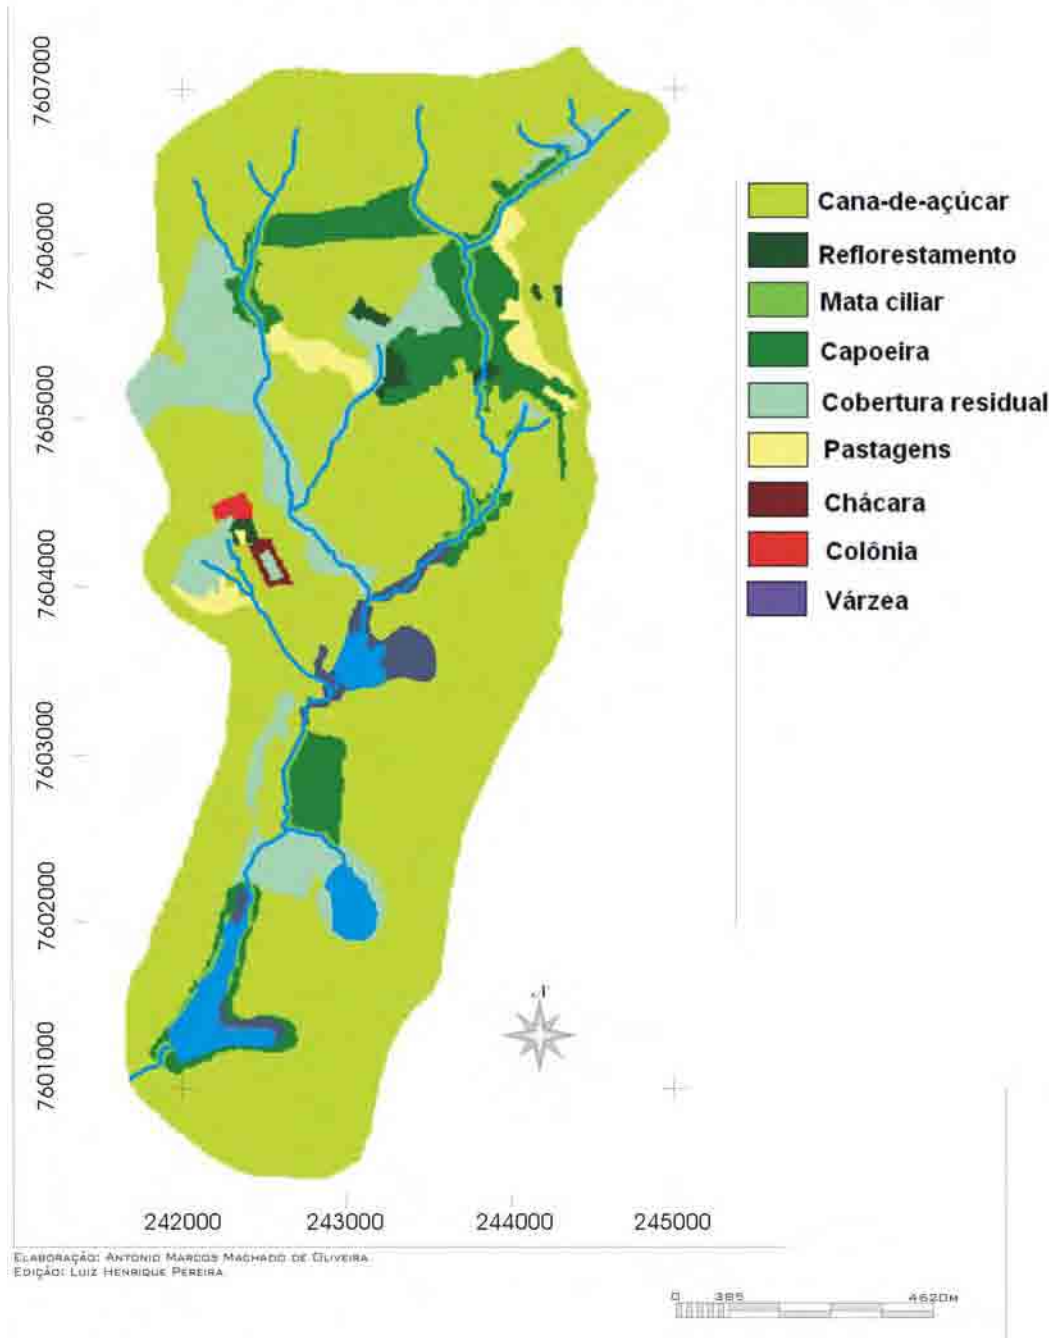 7607000
7606000
7605000
7604000
7603000
7602000
7601000
Cana-de-açúcar
Reflorestamento
Mata ciliar
Capoeira
Cobertura residual
Pastagens
Chácara
Colônia
Várzea
N
242000 243000 244000 245000
ELABORAÇÃO: ANTONIO MARCOS MACHADO DE OLIVEIRA
EDIÇÃO: LUIZ HENRIQUE PEREIRA
0 385 4620M